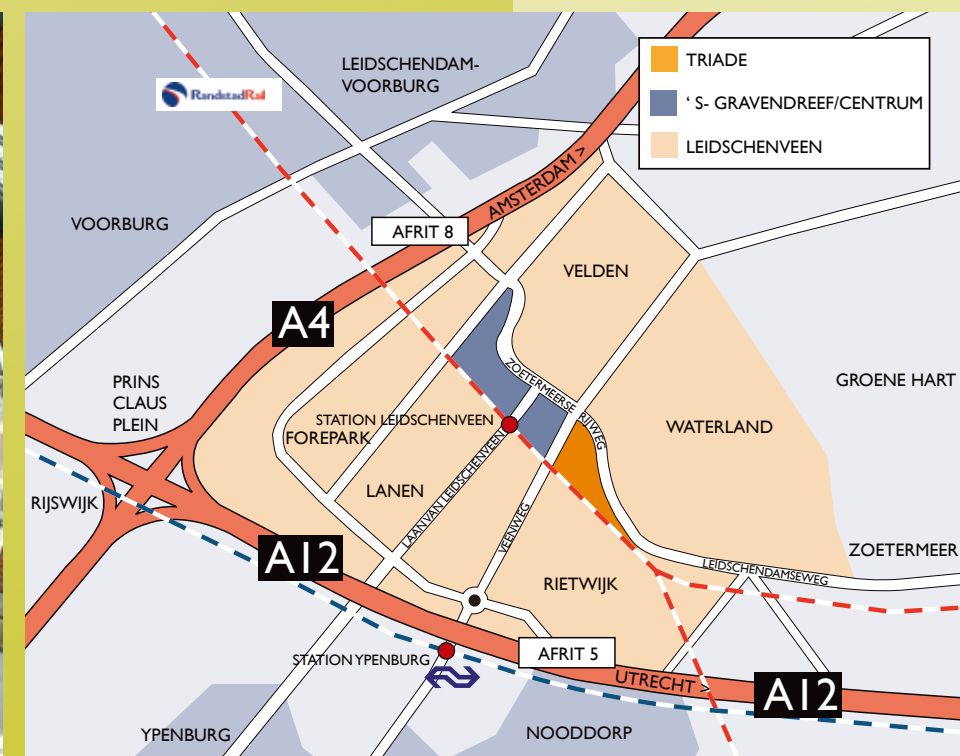 LEIDSCHENDAM-
VOORBURG
RandstadRail
TRIADE
' S- GRAVENDREEF/CENTRUM
LEIDSCHENVEEN
AMSTERDAM >
VOORBURG
AFRIT 8
VELDEN
A4
PRINS
CLAUS
PLEIN
ZOETERMEERSE RIJWEG
GROENE HART
STATION LEIDSCHENVEEN
FOREPARK
WATERLAND
LANEN
LAAN VAN LEIDSCHENVEEN
RIJSWIJK
VEENWEG
A12
ZOETERMEER
LEIDSCHENDAMSEWEG
RIETWIJK
STATION YPENBURG
AFRIT 5
UTRECHT >
A12
YPENBURG
NOODDORP